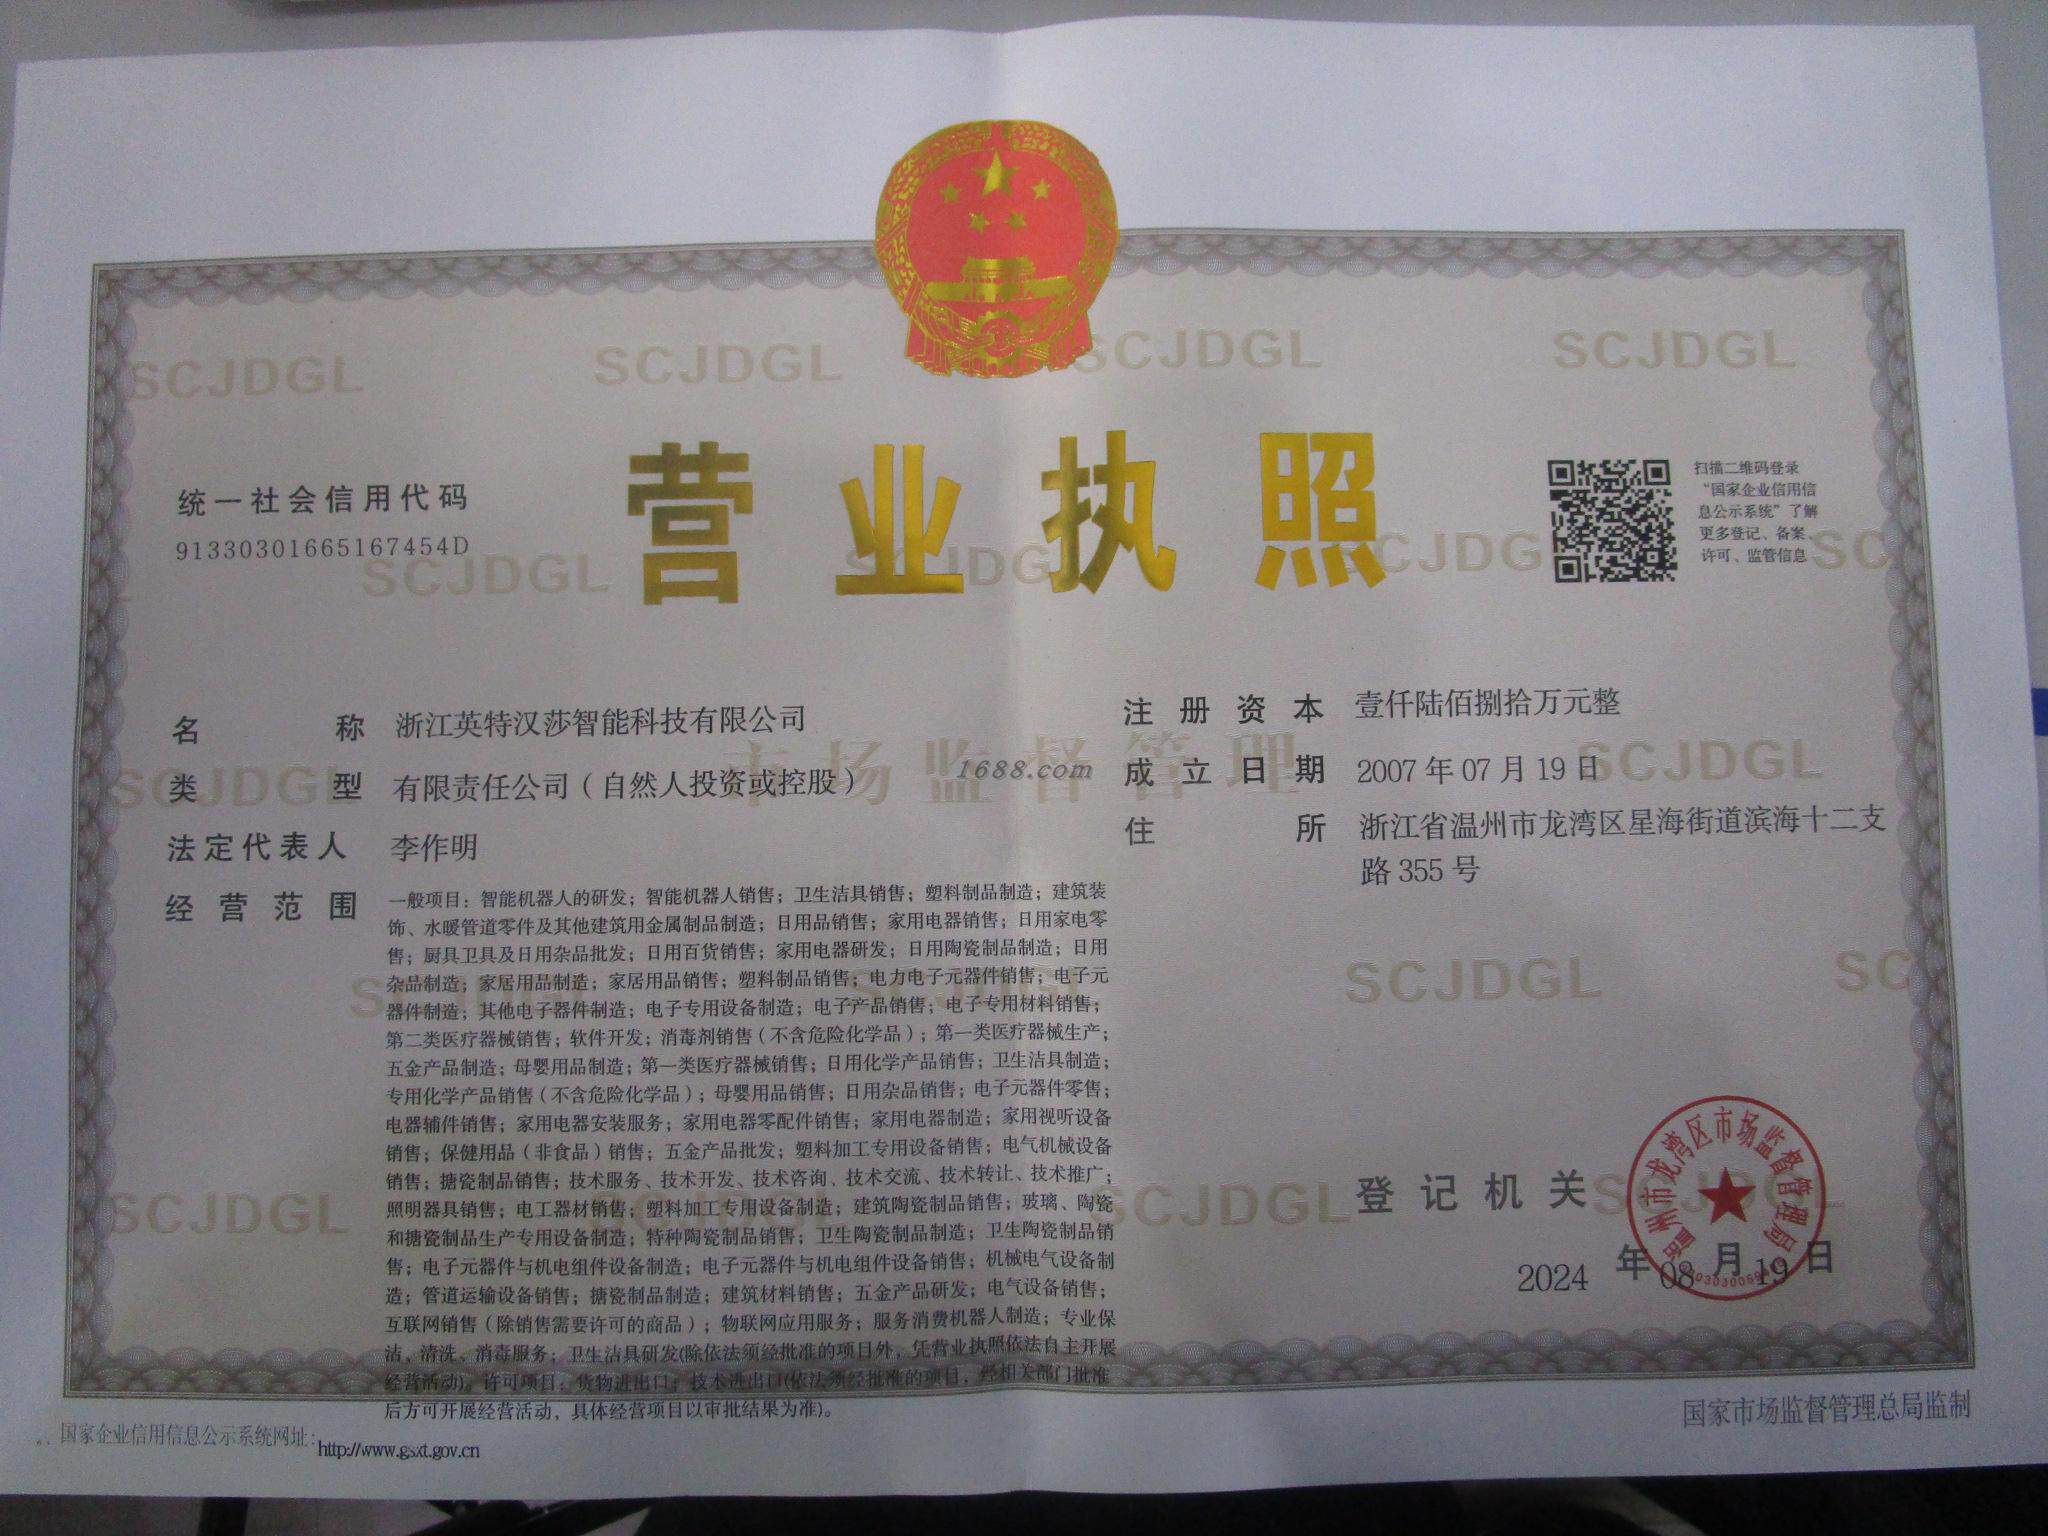 营业执照
统一社会信用代码
91330301665167454D
扫描二维码登录
“国家企业信用信
息公示系统”了解
更多登记、备案、
许可、监管信息
名称 浙江英特汉莎智能科技有限公司
类型 有限责任公司（自然人投资或控股）
法定代表人 李作明
经营范围 一般项目：智能机器人的研发；智能机器人销售；卫生洁具销售；塑料制品制造；建筑装
饰、水暖管道零件及其他建筑用金属制品制造；日用品销售；家用电器销售；日用家电零
售；厨具卫具及日用杂品批发；日用百货销售；家用电器研发；日用陶瓷制品制造；日用
杂品制造；家居用品制造；家居用品销售；塑料制品销售；电力电子元器件销售；电子元
器件制造；其他电子器件制造；电子专用设备制造；电子产品销售；电子专用材料销售；
第二类医疗器械销售；软件开发；消毒剂销售（不含危险化学品）；第一类医疗器械生产；
五金产品制造；母婴用品制造；第一类医疗器械销售；日用化学产品销售；卫生洁具制造；
专用化学产品销售（不含危险化学品）；母婴用品销售；日用杂品销售；电子元器件零售；
电器辅件销售；家用电器安装服务；家用电器零配件销售；家用电器制造；家用视听设备
销售；保健用品（非食品）销售；五金产品批发；塑料加工专用设备销售；电气机械设备
销售；搪瓷制品销售；技术服务、技术开发、技术咨询、技术交流、技术转让、技术推广；
照明器具销售；电工器材销售；塑料加工专用设备制造；建筑陶瓷制品销售；玻璃、陶瓷
和搪瓷制品生产专用设备制造；特种陶瓷制品销售；卫生陶瓷制品制造；卫生陶瓷制品销
售；电子元器件与机电组件设备制造；电子元器件与机电组件设备销售；机械电气设备制
造；管道运输设备销售；搪瓷制品制造；建筑材料销售；五金产品研发；电气设备销售；
互联网销售（除销售需要许可的商品）；物联网应用服务；服务消费机器人制造；专业保
洁、清洗、消毒服务；卫生洁具研发(除依法须经批准的项目外，凭营业执照依法自主开展
经营活动)。许可项目：货物进出口；技术进出口(依法须经批准的项目，经相关部门批准
后方可开展经营活动，具体经营项目以审批结果为准)。
注册资本 壹仟陆佰捌拾万元整
成立日期 2007年07月19日
住所 浙江省温州市龙湾区星海街道滨海十二支
路355号
1688.com
市场监督管理
SCJDGL
登记机关
温州市龙湾区市场监督管理局
2024年08月19日
国家企业信用信息公示系统网址：http://www.gsxt.gov.cn
国家市场监督管理总局监制